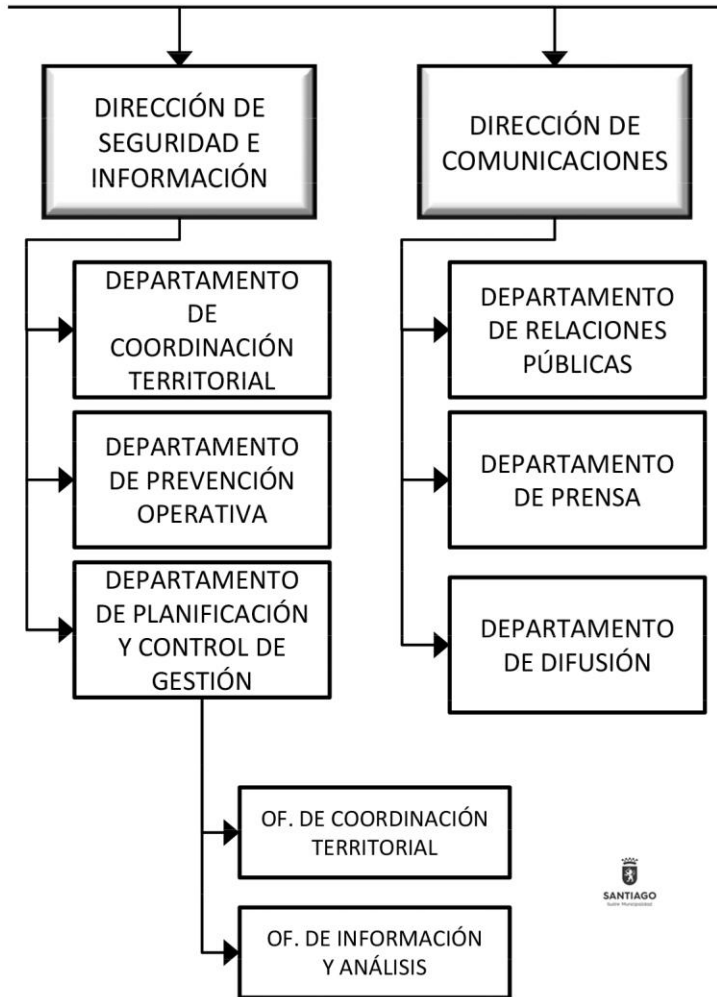 DIRECCIÓN DE
SEGURIDAD E
INFORMACIÓN
DEPARTAMENTO
DE
COORDINACIÓN
TERRITORIAL
DEPARTAMENTO
DE PREVENCIÓN
OPERATIVA
DEPARTAMENTO
DE PLANIFICACIÓN
Y CONTROL DE
GESTIÓN
OF. DE COORDINACIÓN
TERRITORIAL
OF. DE INFORMACIÓN
Y ANÁLISIS
DIRECCIÓN DE
COMUNICACIONES
DEPARTAMENTO
DE RELACIONES
PÚBLICAS
DEPARTAMENTO
DE PRENSA
DEPARTAMENTO
DE DIFUSIÓN
SANTIAGO
Ilustre Municipalidad